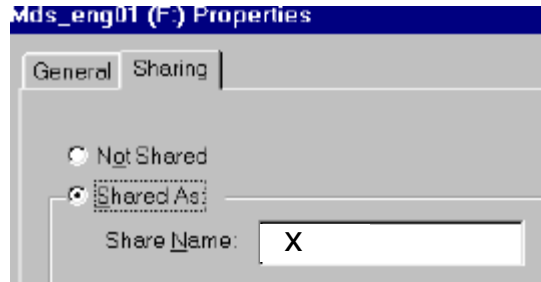 Mds_eng01 (F:) Properties
General Sharing
Not Shared
Shared As:
Share Name: X